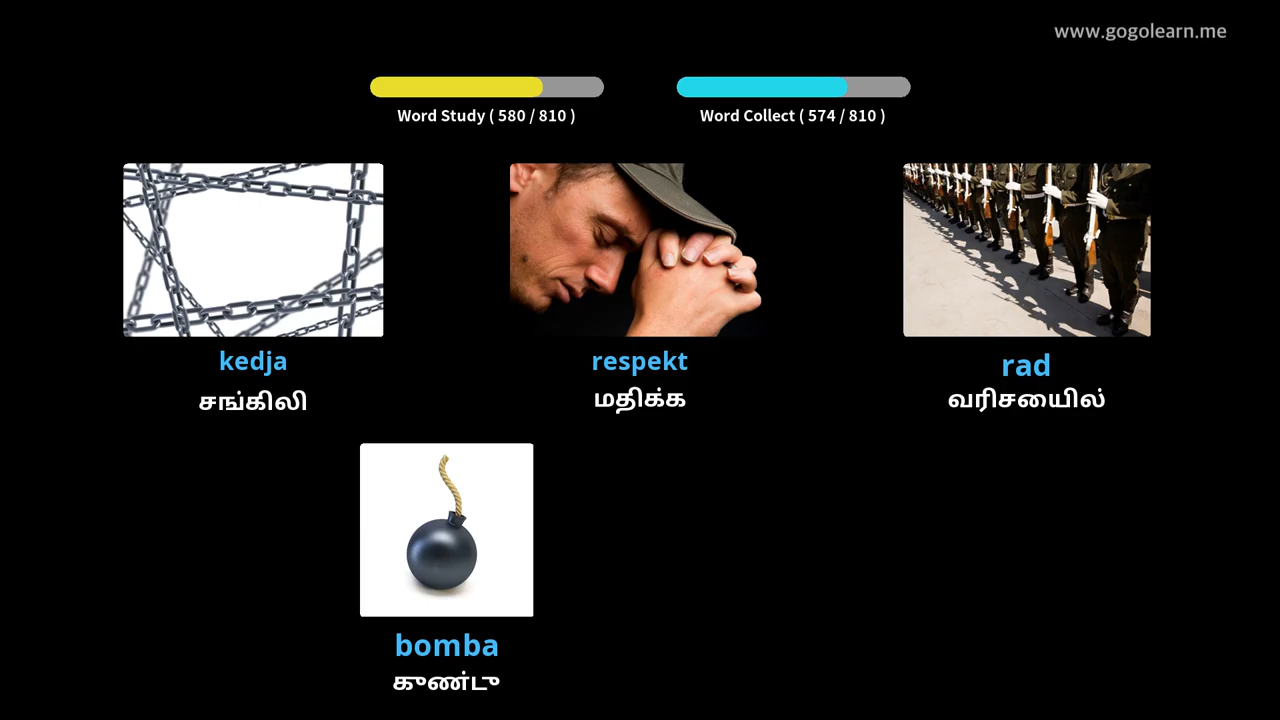 www.gogolearn.me
Word Study ( 580 / 810 )
Word Collect ( 574 / 810 )
kedja
சங்கிலி
respekt
மதிக்க
rad
வரிசையில்
bomba
குண்டு